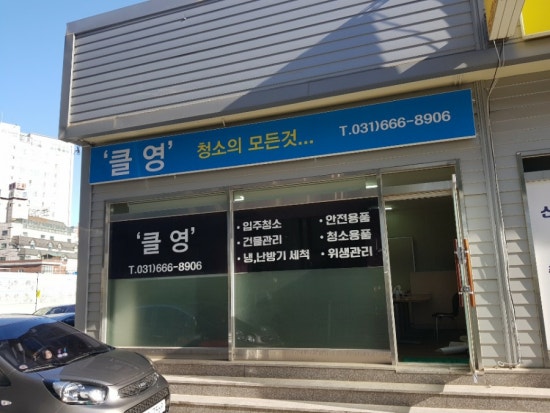 ‘클 영’ 청소의 모든것... T.031)666-8906
‘클 영’
T.031)666-8906
• 입주청소
• 건물관리
• 냉,난방기 세척
• 안전용품
• 청소용품
• 위생관리